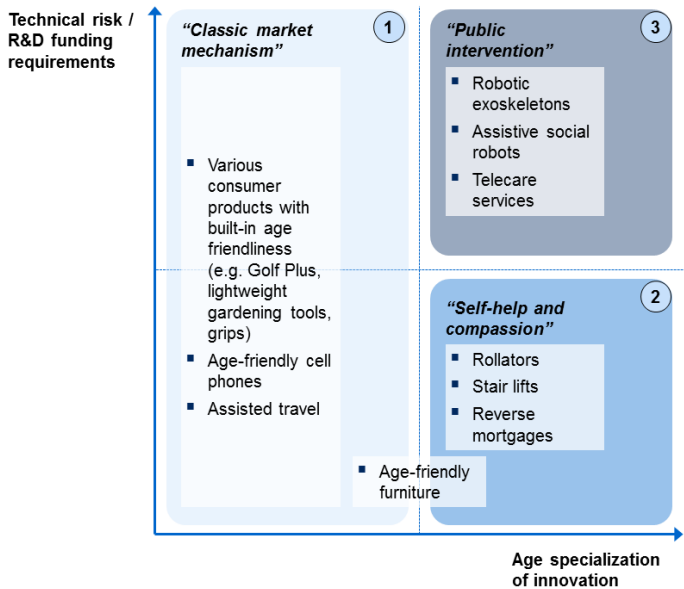 Technical risk /
R&D funding
requirements
“Classic market
mechanism”
1
▪ Various
consumer
products with
built-in age
friendliness
(e.g. Golf Plus,
lightweight
gardening tools,
grips)
▪ Age-friendly cell
phones
▪ Assisted travel
“Public
intervention”
3
▪ Robotic
exoskeletons
▪ Assistive social
robots
▪ Telecare
services
“Self-help and
compassion”
2
▪ Rollators
▪ Stair lifts
▪ Reverse
mortgages
▪ Age-friendly
furniture
Age specialization
of innovation